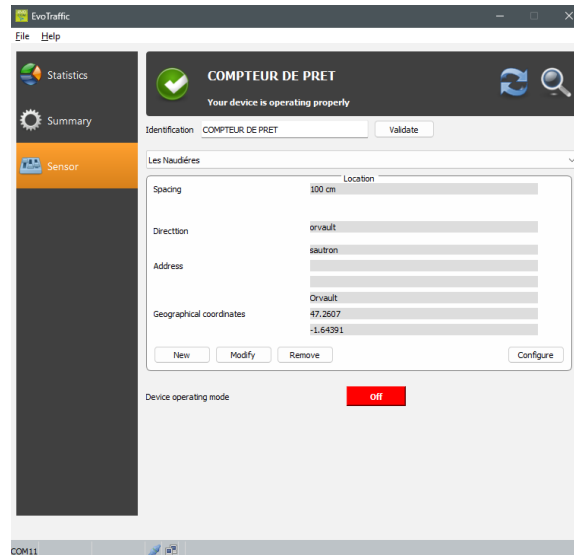 EvoTraffic
File Help
Statistics
Summary
Sensor
COMPTEUR DE PRET
Your device is operating properly
Identification COMPTEUR DE PRET Validate
Les Naudiéres
Location
Spacing 100 cm
Directtion orvault
sautron
Address
Orvault
Geographical coordinates 47.2607
-1.64391
New Modify Remove Configure
Device operating mode Off
COM11